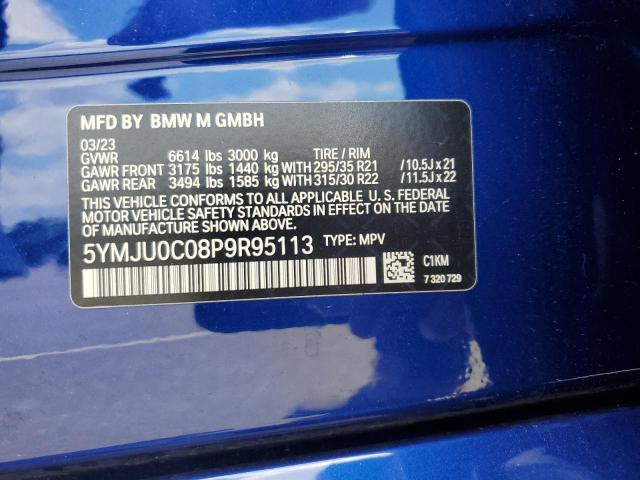 MFD BY BMW M GMBH
03/23
GVWR 6614 lbs 3000 kg TIRE / RIM
GAWR FRONT 3175 lbs 1440 kg WITH 295/35 R21 /10.5J x 21
GAWR REAR 3494 lbs 1585 kg WITH 315/30 R22 /11.5J x 22
THIS VEHICLE CONFORMS TO ALL APPLICABLE U. S. FEDERAL
MOTOR VEHICLE SAFETY STANDARDS IN EFFECT ON THE DATE
OF MANUFACTURE SHOWN ABOVE.
5YMJU0C08P9R95113 TYPE: MPV
C1KM
7 320 729